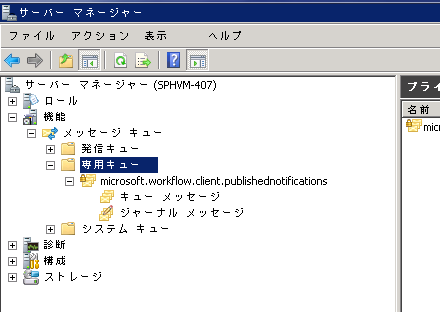 サーバー マネージャー
ファイル アクション 表示 ヘルプ
サーバー マネージャー (SPHVM-407)
ロール
機能
メッセージ キュー
発信キュー
専用キュー
microsoft.workflow.client.publishednotifications
キュー メッセージ
ジャーナル メッセージ
システム キュー
診断
構成
ストレージ
プライ
名前
mic